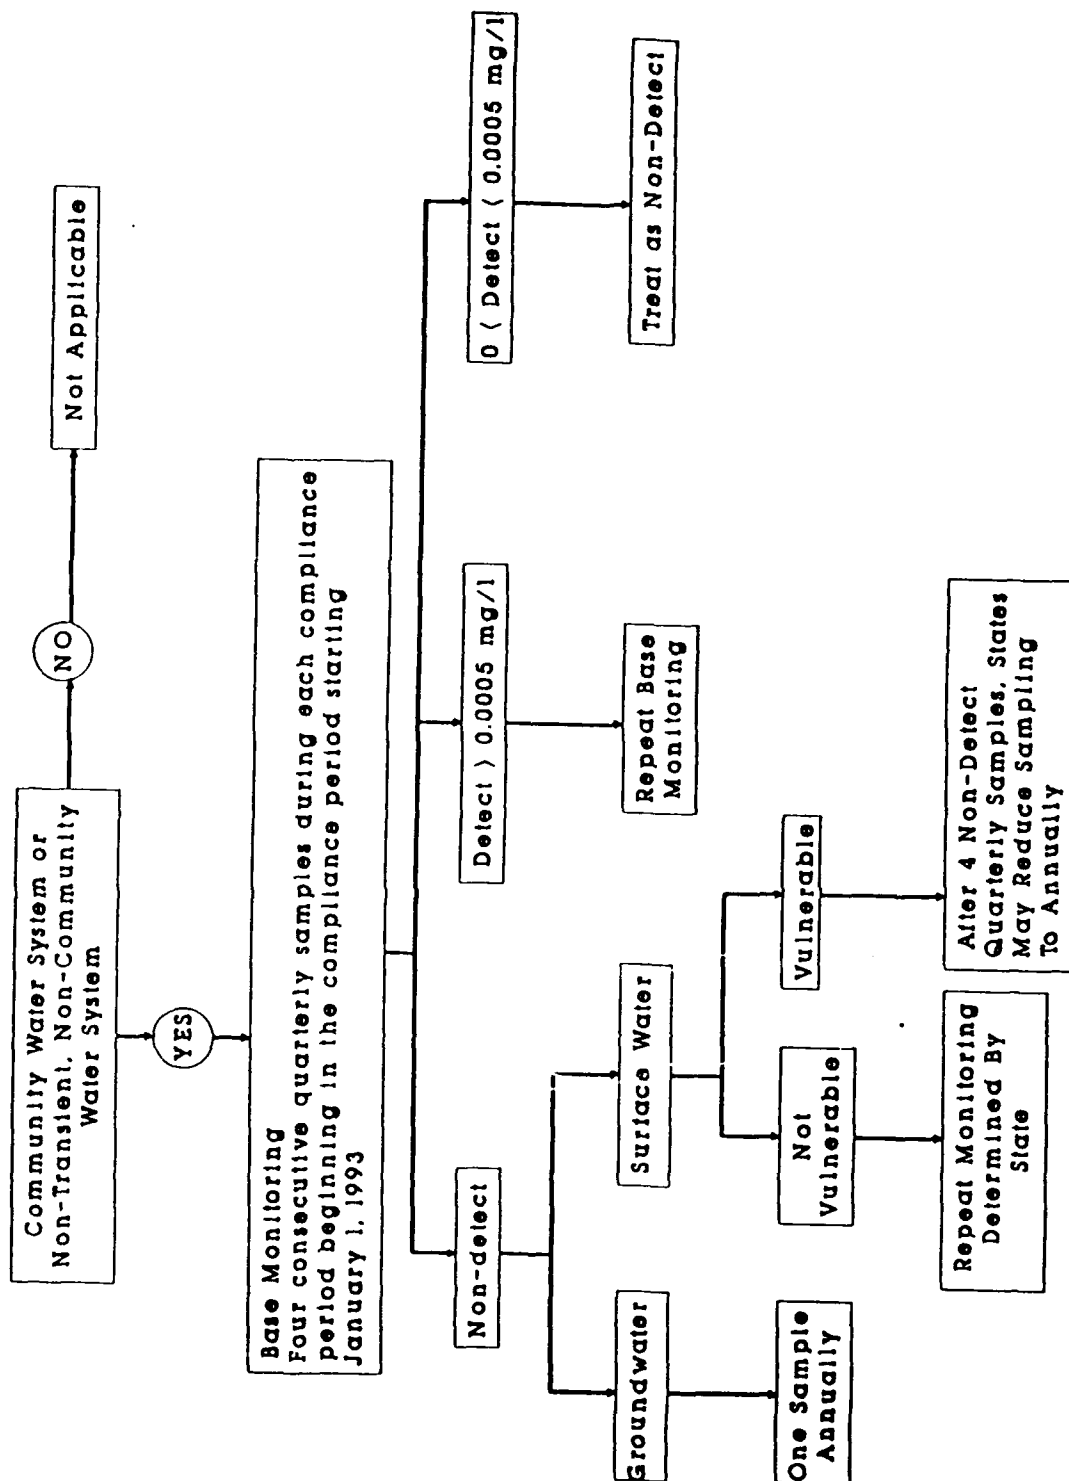 Community Water System or
Non-Transient, Non-Community
Water System
NO
Not Applicable
YES
Base Monitoring
Four consecutive quarterly samples during each compliance
period beginning in the compliance period starting
January 1, 1993
Non-detect
Detect > 0.0005 mg/l
0 < Detect < 0.0005 mg/l
Groundwater
Surface Water
Repeat Base
Monitoring
Treat as Non-Detect
One Sample
Annually
Not
Vulnerable
Vulnerable
Repeat Monitoring
Determined By
State
After 4 Non-Detect
Quarterly Samples, States
May Reduce Sampling
To Annually